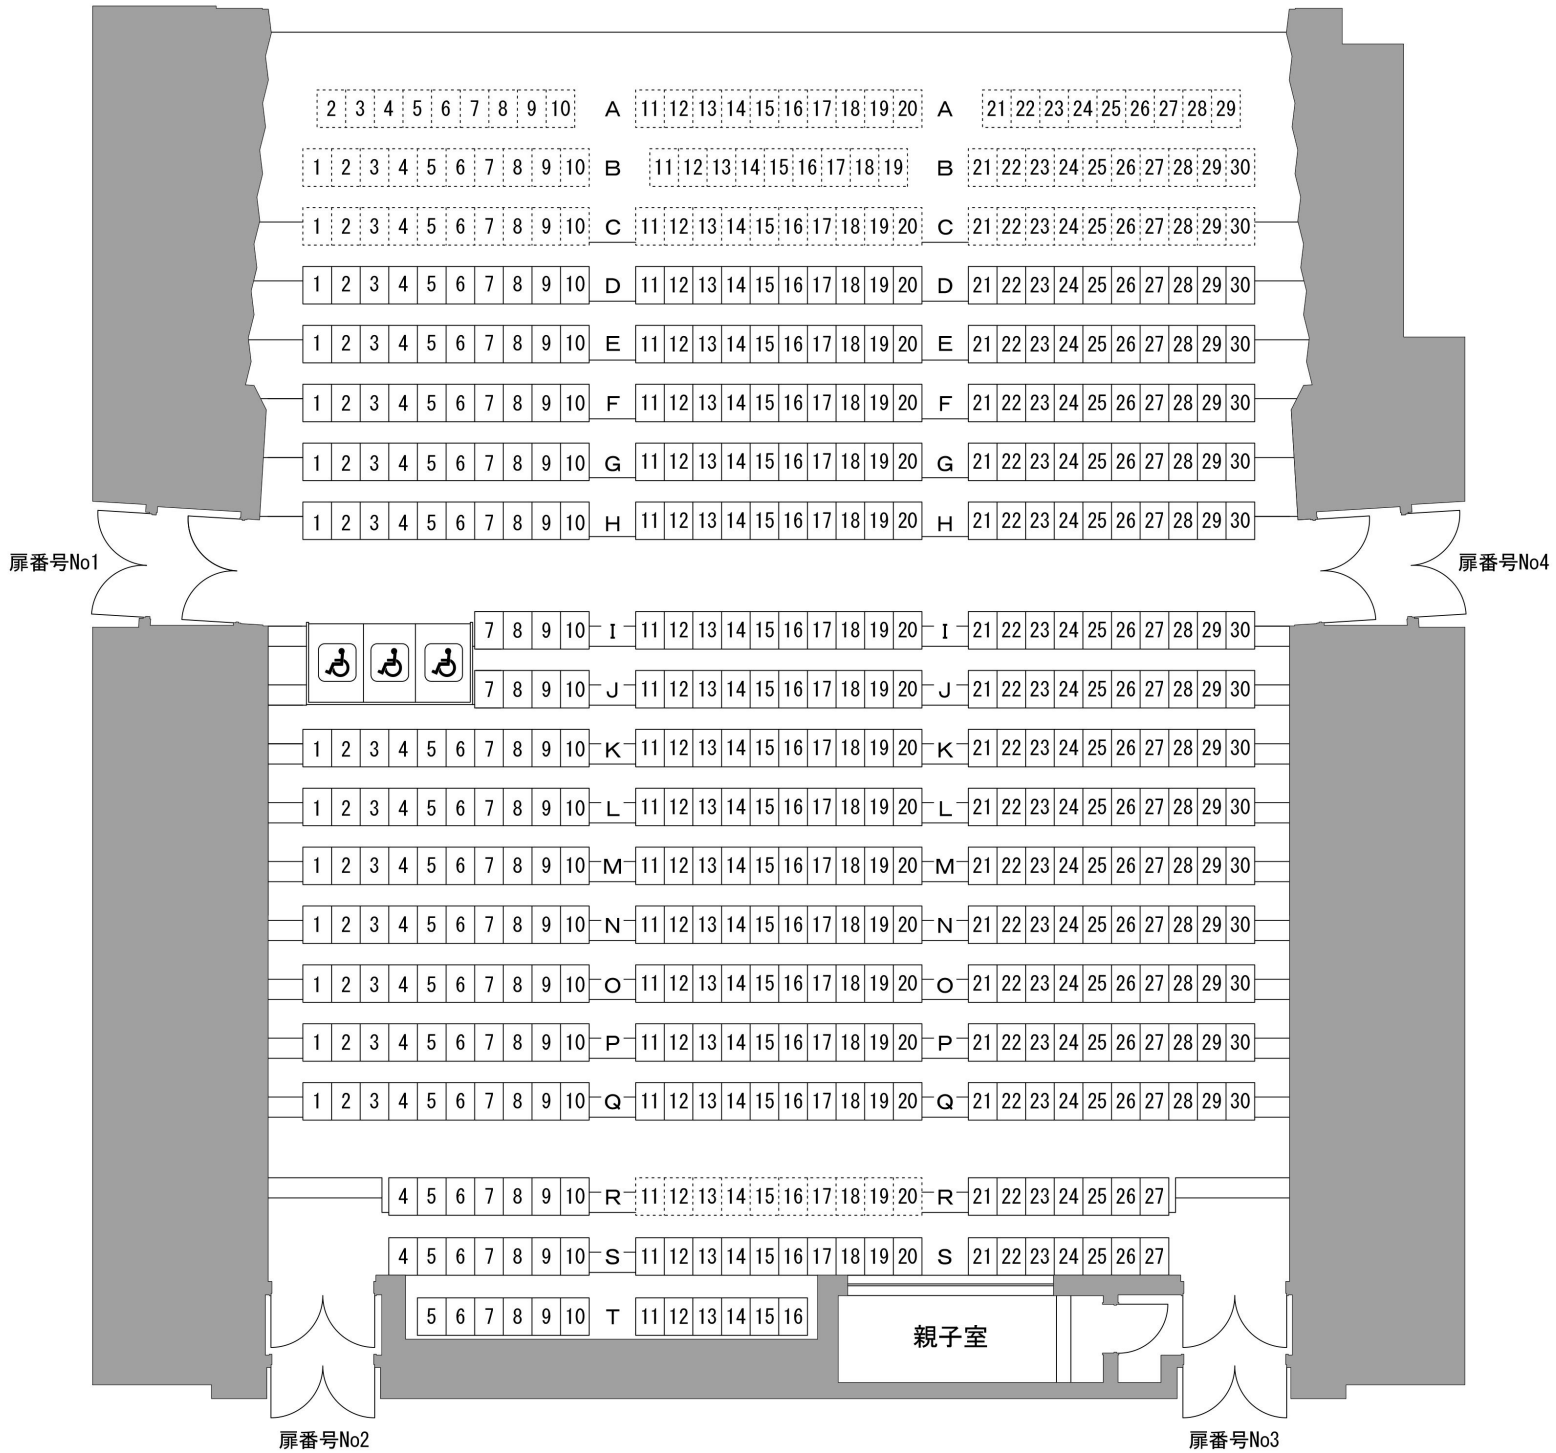 2 3 4 5 6 7 8 9 10 A 11 12 13 14 15 16 17 18 19 20 A 21 22 23 24 25 26 27 28 29
1 2 3 4 5 6 7 8 9 10 B 11 12 13 14 15 16 17 18 19 B 21 22 23 24 25 26 27 28 29 30
1 2 3 4 5 6 7 8 9 10 C 11 12 13 14 15 16 17 18 19 20 C 21 22 23 24 25 26 27 28 29 30
1 2 3 4 5 6 7 8 9 10 D 11 12 13 14 15 16 17 18 19 20 D 21 22 23 24 25 26 27 28 29 30
1 2 3 4 5 6 7 8 9 10 E 11 12 13 14 15 16 17 18 19 20 E 21 22 23 24 25 26 27 28 29 30
1 2 3 4 5 6 7 8 9 10 F 11 12 13 14 15 16 17 18 19 20 F 21 22 23 24 25 26 27 28 29 30
1 2 3 4 5 6 7 8 9 10 G 11 12 13 14 15 16 17 18 19 20 G 21 22 23 24 25 26 27 28 29 30
1 2 3 4 5 6 7 8 9 10 H 11 12 13 14 15 16 17 18 19 20 H 21 22 23 24 25 26 27 28 29 30
扉番号No1 扉番号No4
7 8 9 10 I 11 12 13 14 15 16 17 18 19 20 I 21 22 23 24 25 26 27 28 29 30
7 8 9 10 J 11 12 13 14 15 16 17 18 19 20 J 21 22 23 24 25 26 27 28 29 30
1 2 3 4 5 6 7 8 9 10 K 11 12 13 14 15 16 17 18 19 20 K 21 22 23 24 25 26 27 28 29 30
1 2 3 4 5 6 7 8 9 10 L 11 12 13 14 15 16 17 18 19 20 L 21 22 23 24 25 26 27 28 29 30
1 2 3 4 5 6 7 8 9 10 M 11 12 13 14 15 16 17 18 19 20 M 21 22 23 24 25 26 27 28 29 30
1 2 3 4 5 6 7 8 9 10 N 11 12 13 14 15 16 17 18 19 20 N 21 22 23 24 25 26 27 28 29 30
1 2 3 4 5 6 7 8 9 10 O 11 12 13 14 15 16 17 18 19 20 O 21 22 23 24 25 26 27 28 29 30
1 2 3 4 5 6 7 8 9 10 P 11 12 13 14 15 16 17 18 19 20 P 21 22 23 24 25 26 27 28 29 30
1 2 3 4 5 6 7 8 9 10 Q 11 12 13 14 15 16 17 18 19 20 Q 21 22 23 24 25 26 27 28 29 30
4 5 6 7 8 9 10 R 11 12 13 14 15 16 17 18 19 20 R 21 22 23 24 25 26 27
4 5 6 7 8 9 10 S 11 12 13 14 15 16 17 18 19 20 S 21 22 23 24 25 26 27
5 6 7 8 9 10 T 11 12 13 14 15 16
親子室
扉番号No2 扉番号No3